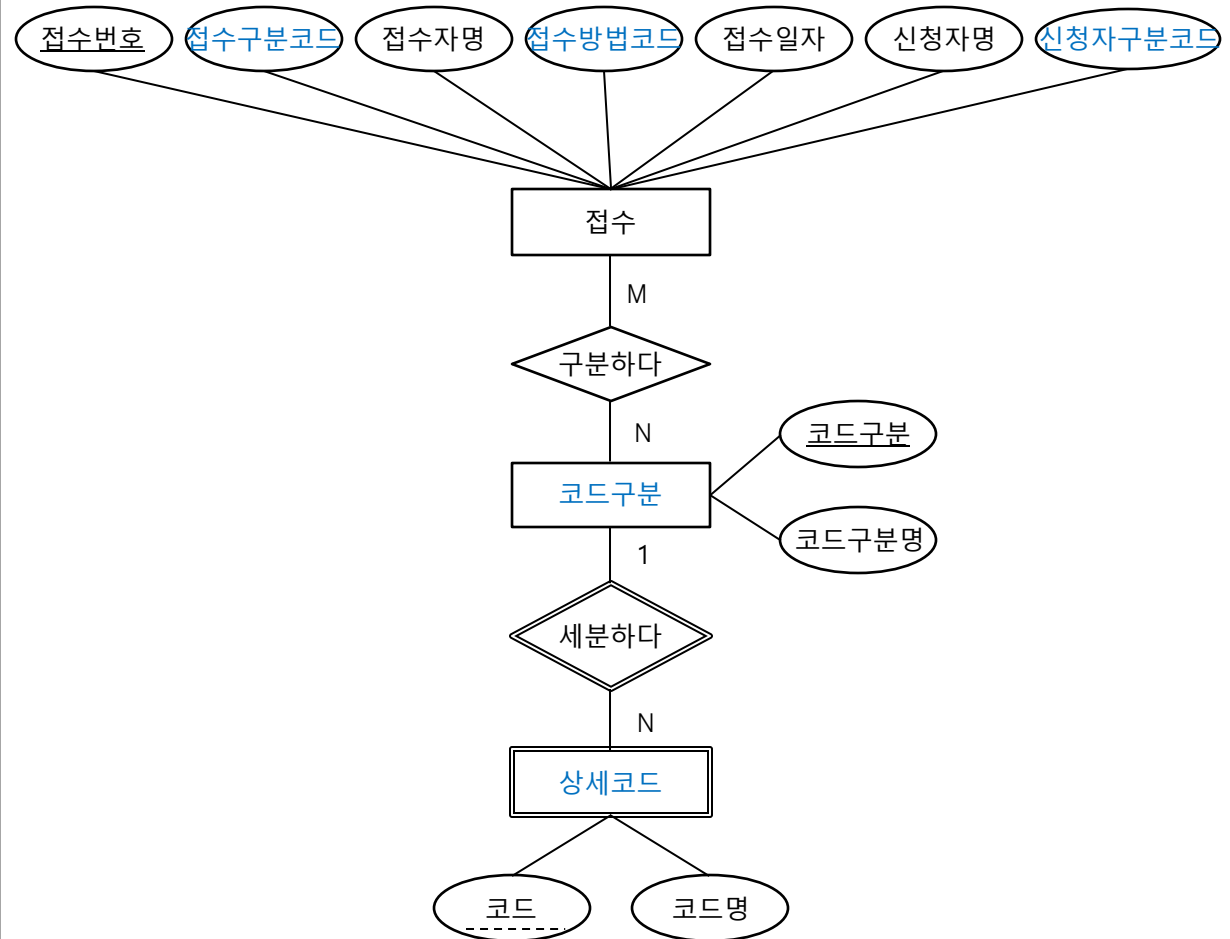 접수번호
접수구분코드
접수자명
접수방법코드
접수일자
신청자명
신청자구분코드
접수
M
구분하다
N
코드구분
코드구분
코드구분명
1
세분하다
N
상세코드
코드
코드명